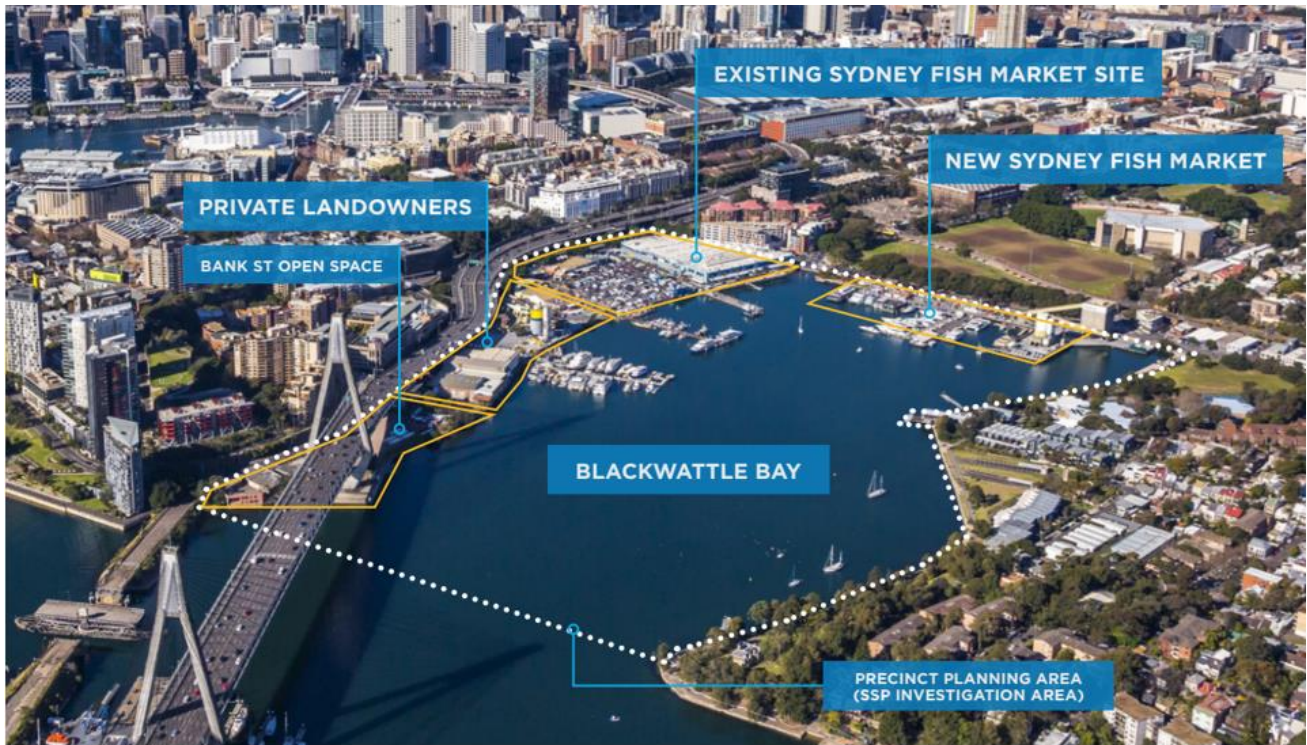 EXISTING SYDNEY FISH MARKET SITE
NEW SYDNEY FISH MARKET
PRIVATE LANDOWNERS
BANK ST OPEN SPACE
BLACKWATTLE BAY
PRECINCT PLANNING AREA
(SSP INVESTIGATION AREA)